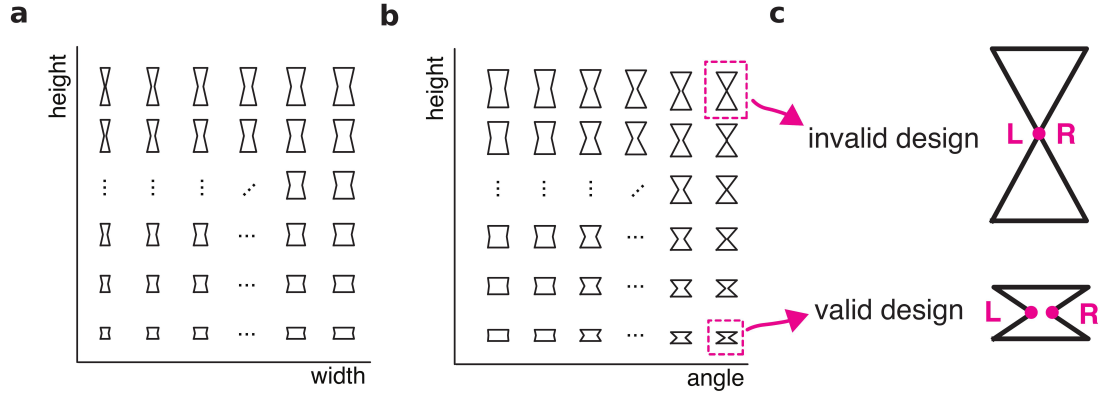 a
height
width
b
height
angle
c
invalid design
L R
valid design
L R